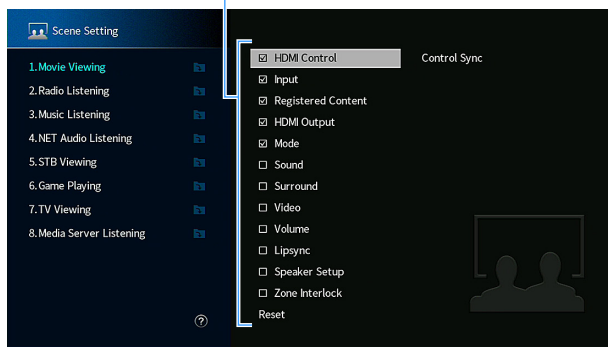 Scene Setting
1.Movie Viewing
2.Radio Listening
3.Music Listening
4.NET Audio Listening
5.STB Viewing
6.Game Playing
7.TV Viewing
8.Media Server Listening
?
HDMI Control Control Sync
Input
Registered Content
HDMI Output
Mode
Sound
Surround
Video
Volume
Lipsync
Speaker Setup
Zone Interlock
Reset